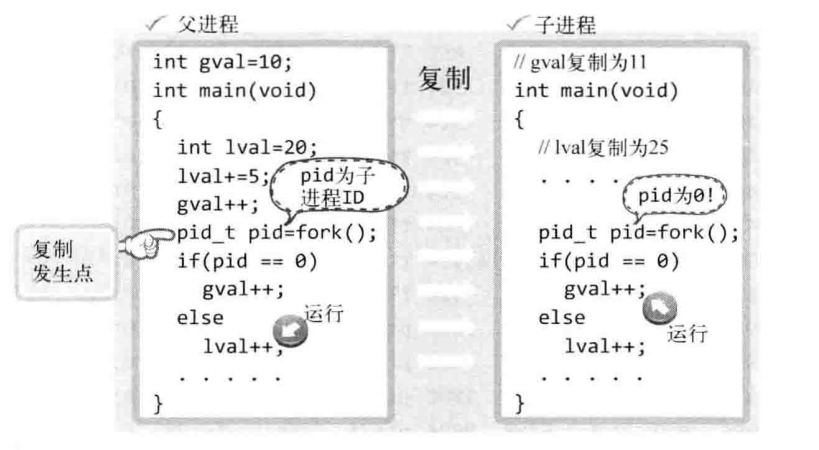 父进程
int gval=10;
int main(void)
{
int lval=20;
lval+=5;
pid为子
进程ID
gval++;
pid_t pid=fork();
复制
发生点
if(pid == 0)
gval++;
else
运行
lval++;
. . . . .
}
复制
子进程
// gval复制为11
int main(void)
{
// lval复制为25
. . . .
pid为0!
pid_t pid=fork();
if(pid == 0)
gval++;
运行
else
lval++;
. . . . .
}